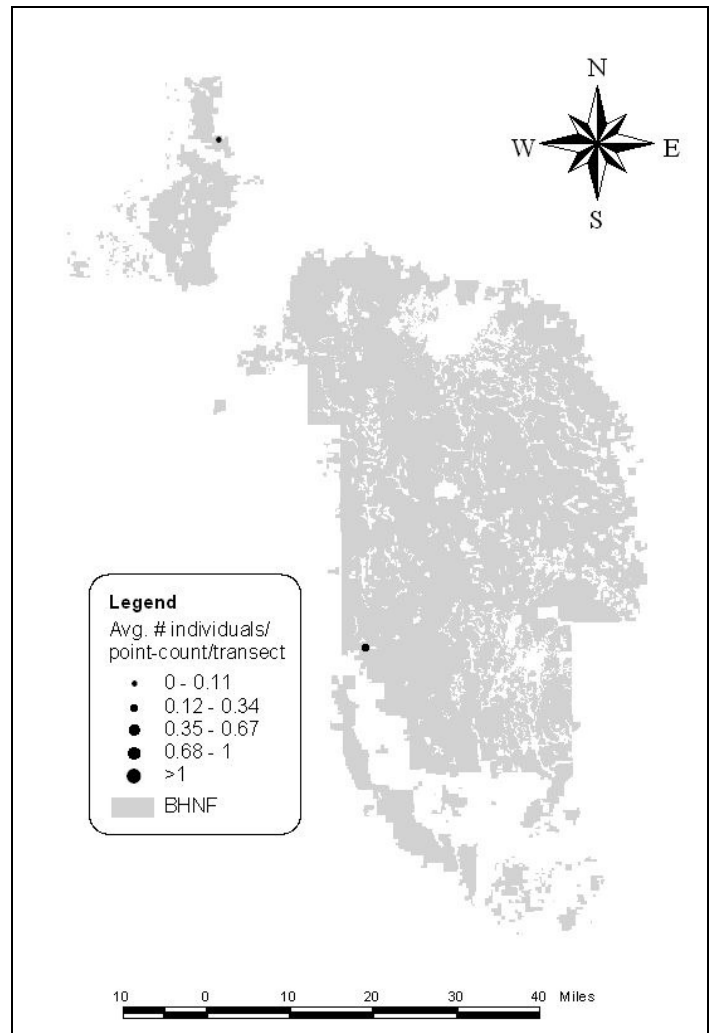 N
W E
S
Legend
Avg. # individuals/
point-count/transect
0 - 0.11
0.12 - 0.34
0.35 - 0.67
0.68 - 1
>1
BHNF
10 0 10 20 30 40 Miles